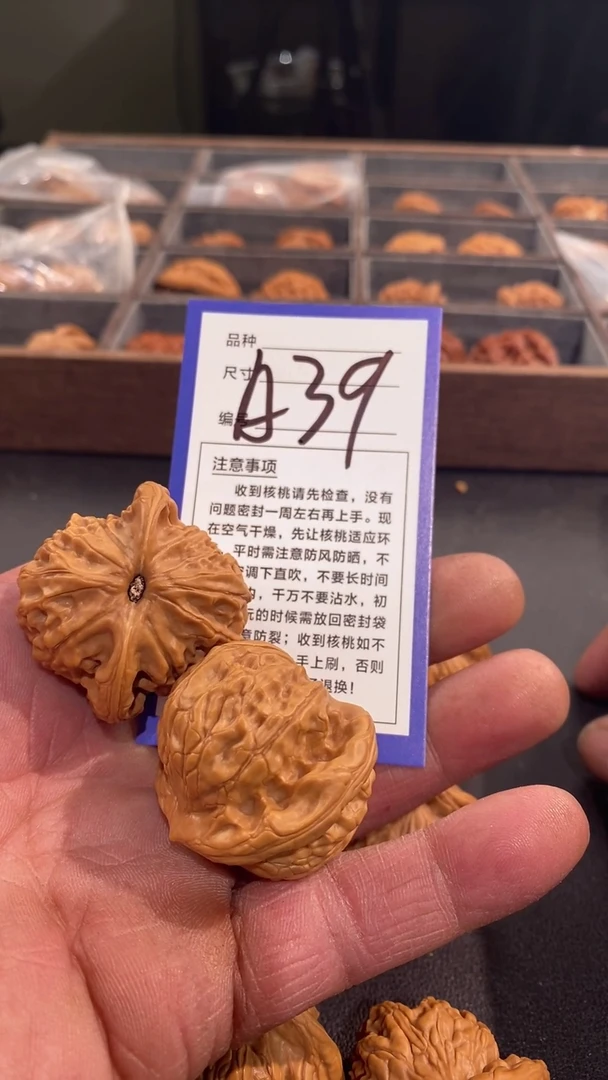 品种
尺寸
编号
A39
注意事项
收到核桃请先检查，没有
问题密封一周左右再上手。现
在空气干燥，先让核桃适应环
平时需注意防风防晒，不
调下直吹，不要长时间
，千万不要沾水，初
元的时候需放回密封袋
防裂；收到核桃如不
手上刷，否则
退换！